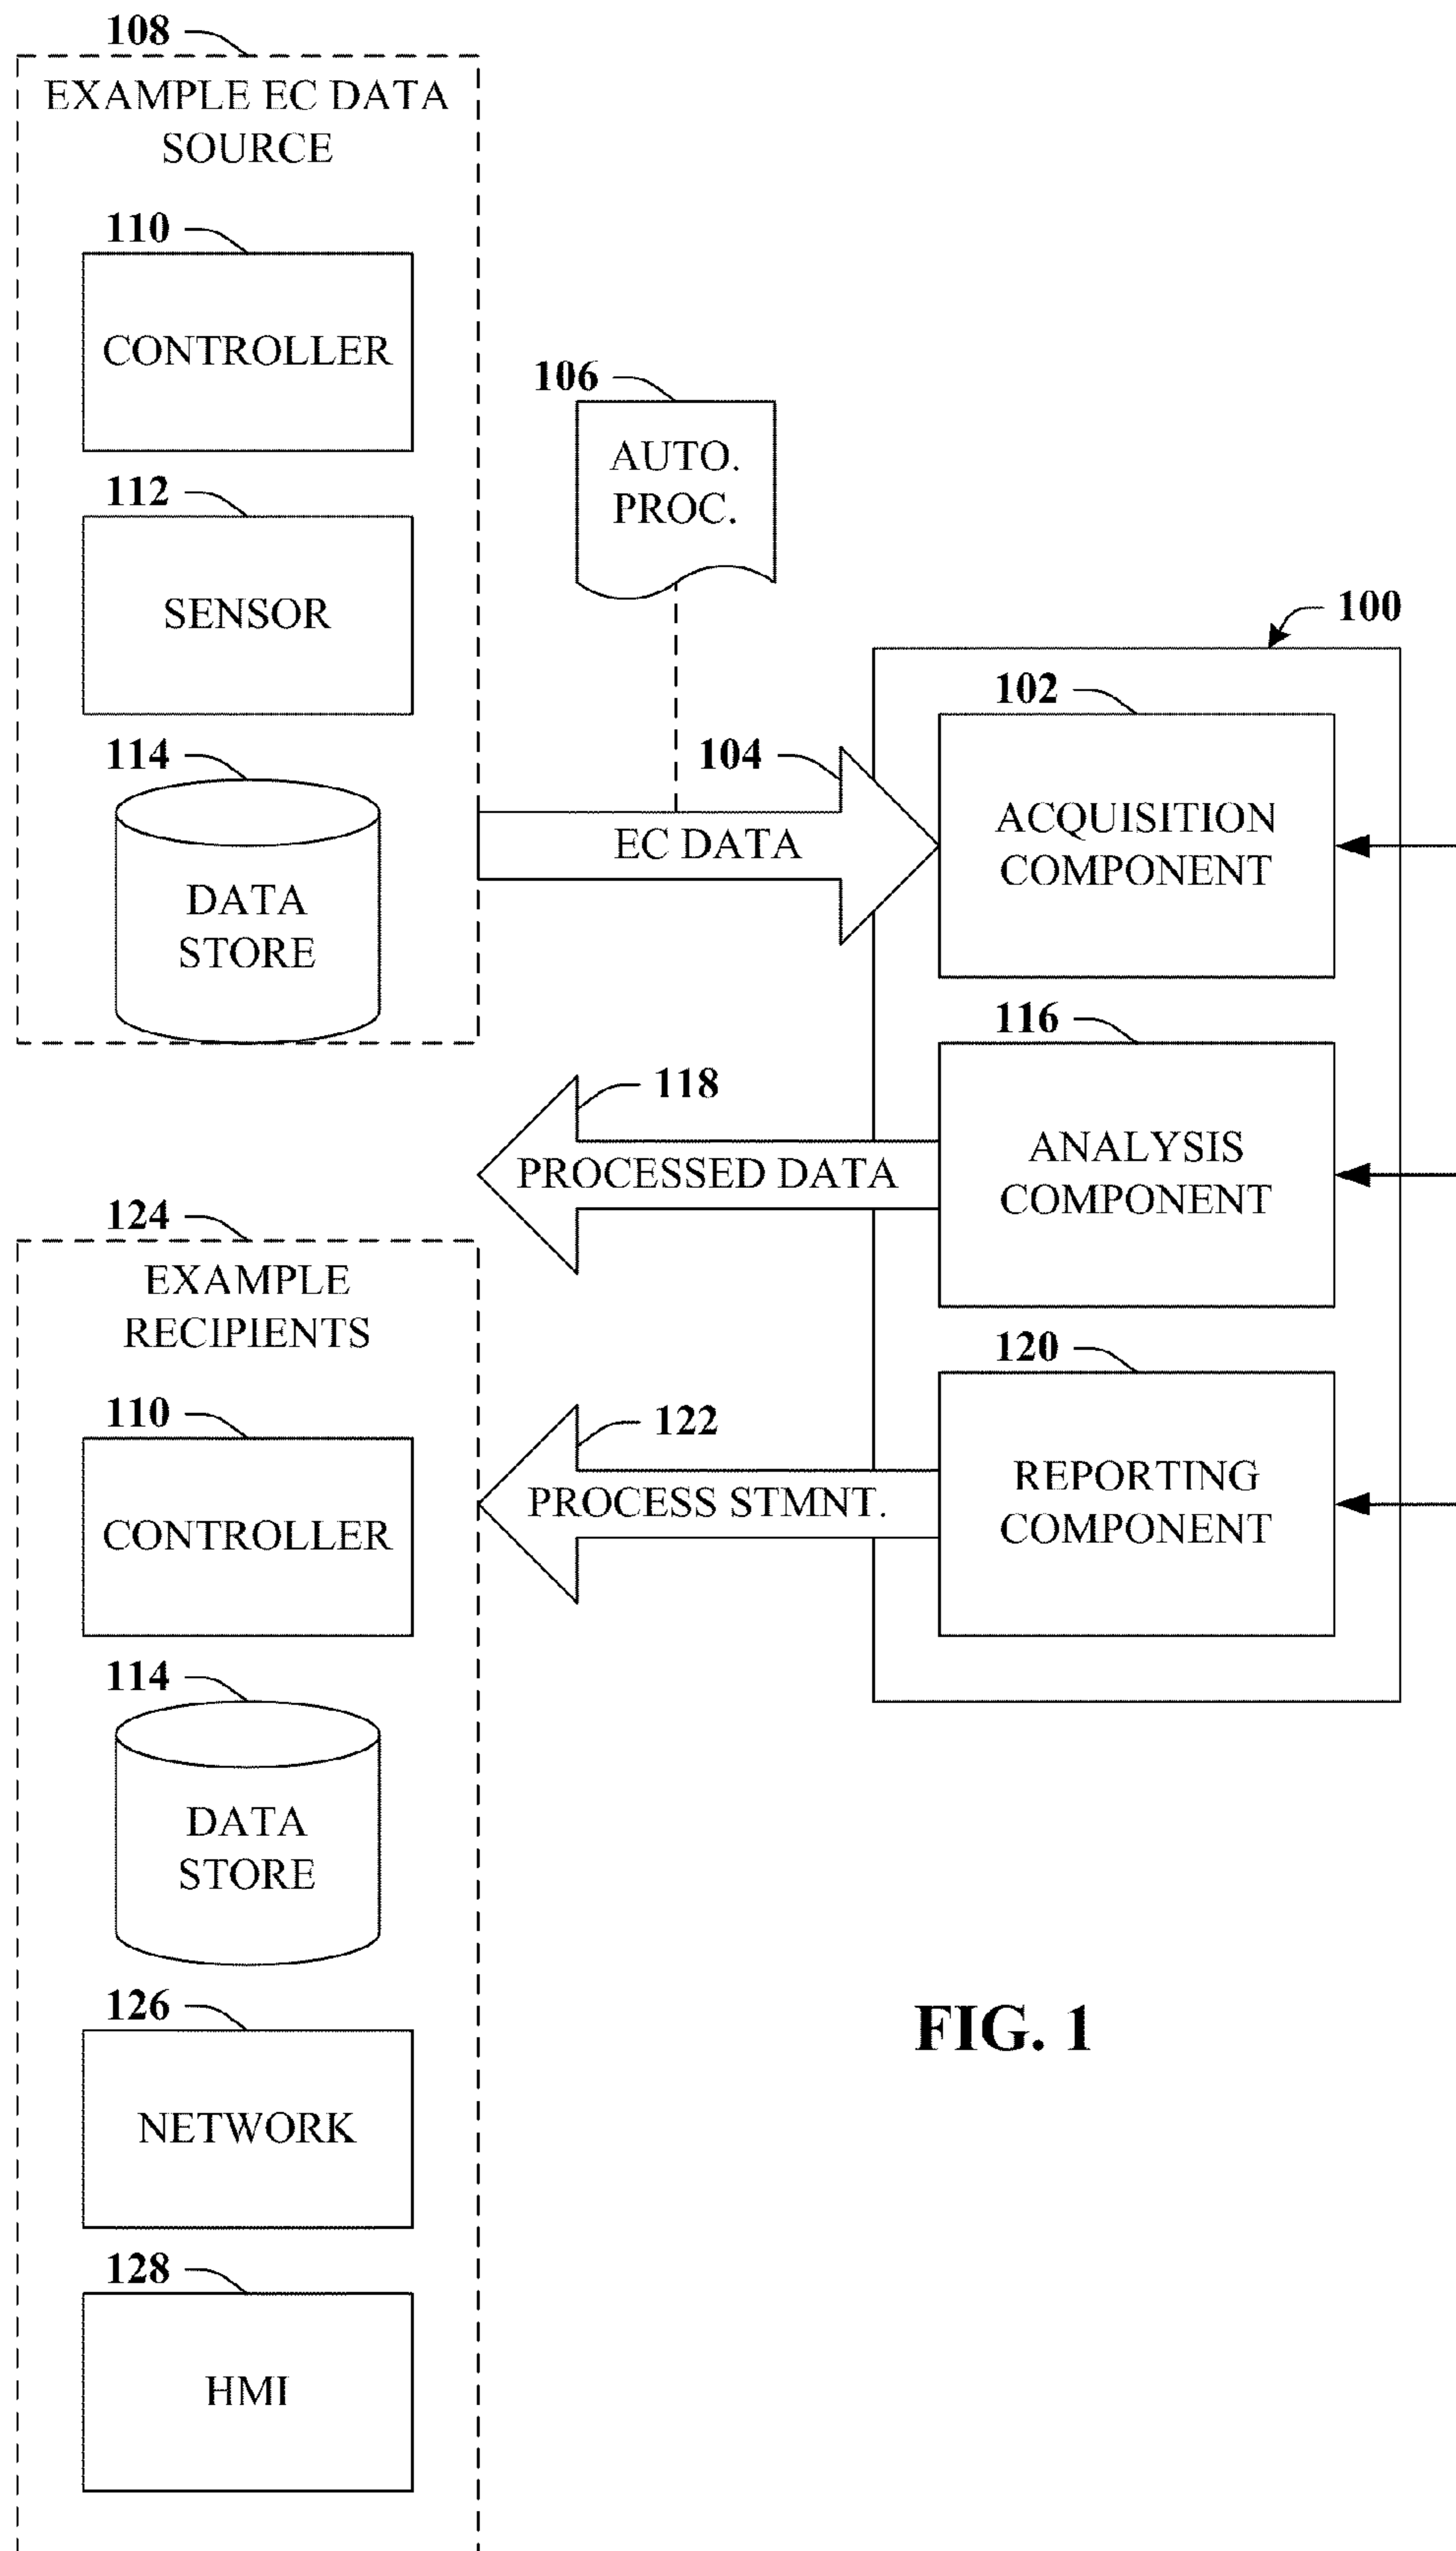 108
EXAMPLE EC DATA
SOURCE
110
CONTROLLER
112
SENSOR
114
DATA
STORE
106
AUTO.
PROC.
104
EC DATA
100
102
ACQUISITION
COMPONENT
116
ANALYSIS
COMPONENT
118
PROCESSED DATA
120
REPORTING
COMPONENT
122
PROCESS STMNT.
124
EXAMPLE
RECIPIENTS
110
CONTROLLER
114
DATA
STORE
126
NETWORK
128
HMI
FIG. 1